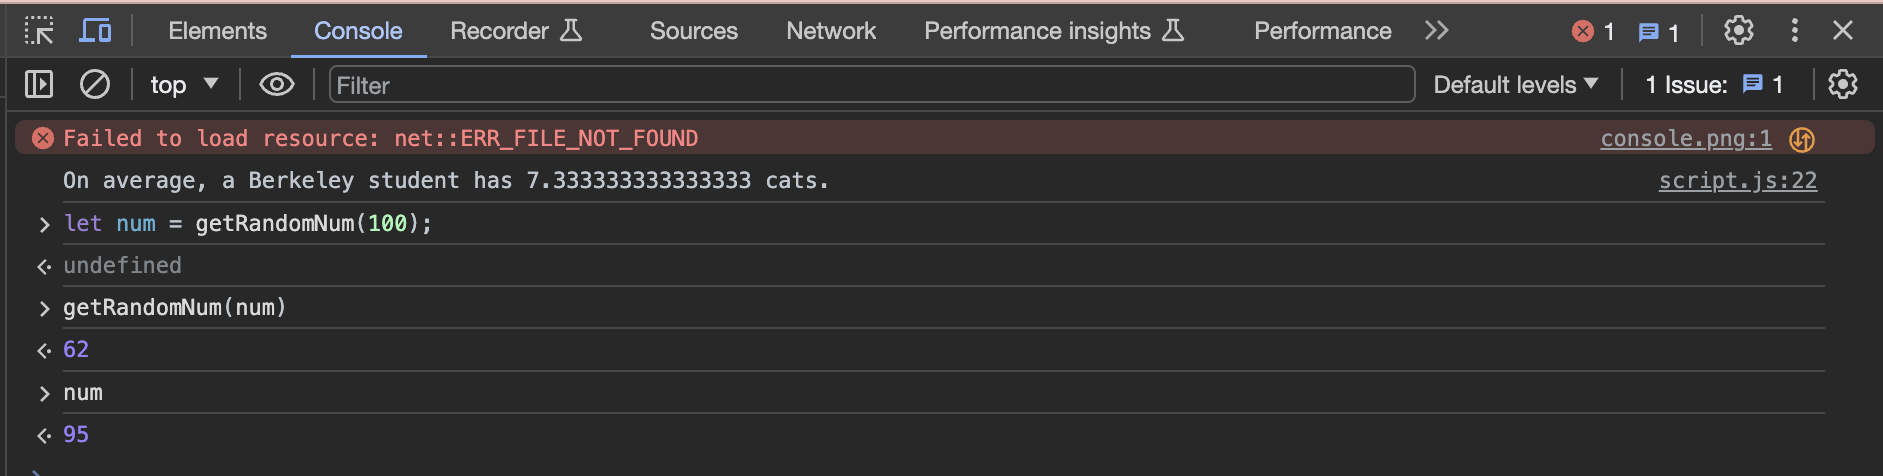 Elements Console Recorder Sources Network Performance insights Performance 1 1
top Filter Default levels 1 Issue: 1
Failed to load resource: net::ERR_FILE_NOT_FOUND console.png:1
On average, a Berkeley student has 7.333333333333333 cats. script.js:22
> let num = getRandomNum(100);
undefined
> getRandomNum(num)
62
> num
95